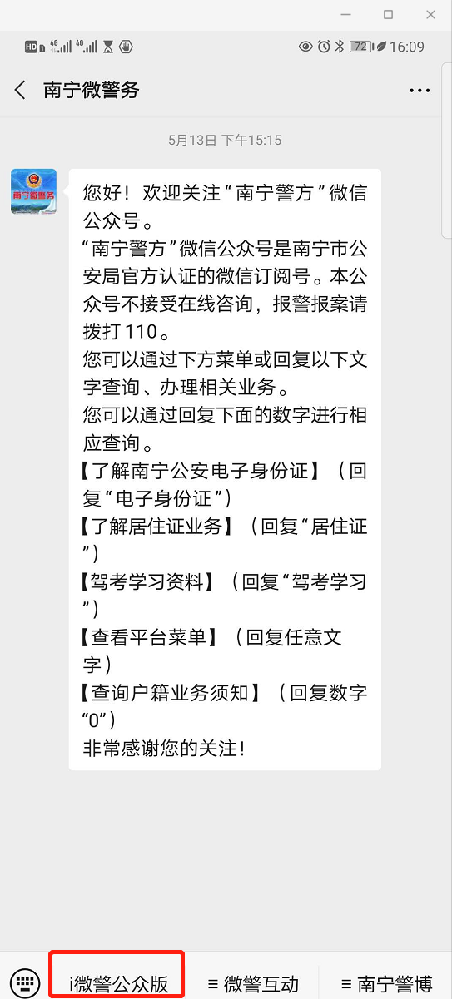 HD 4G 4G 72 16:09
南宁微警务
5月13日 下午15:15
南宁微警务
您好！欢迎关注“南宁警方”微信
公众号。
“南宁警方”微信公众号是南宁市公
安局官方认证的微信订阅号。本公
众号不接受在线咨询，报警报案请
拨打110。
您可以通过下方菜单或回复以下文
字查询、办理相关业务。
您可以通过回复下面的数字进行相
应查询。
【了解南宁公安电子身份证】（回
复“电子身份证”）
【了解居住证业务】（回复“居住证
”）
【驾考学习资料】（回复“驾考学习
”）
【查看平台菜单】（回复任意文
字）
【查询户籍业务须知】（回复数字
“0”）
非常感谢您的关注！
i微警公众版 微警互动 南宁警博